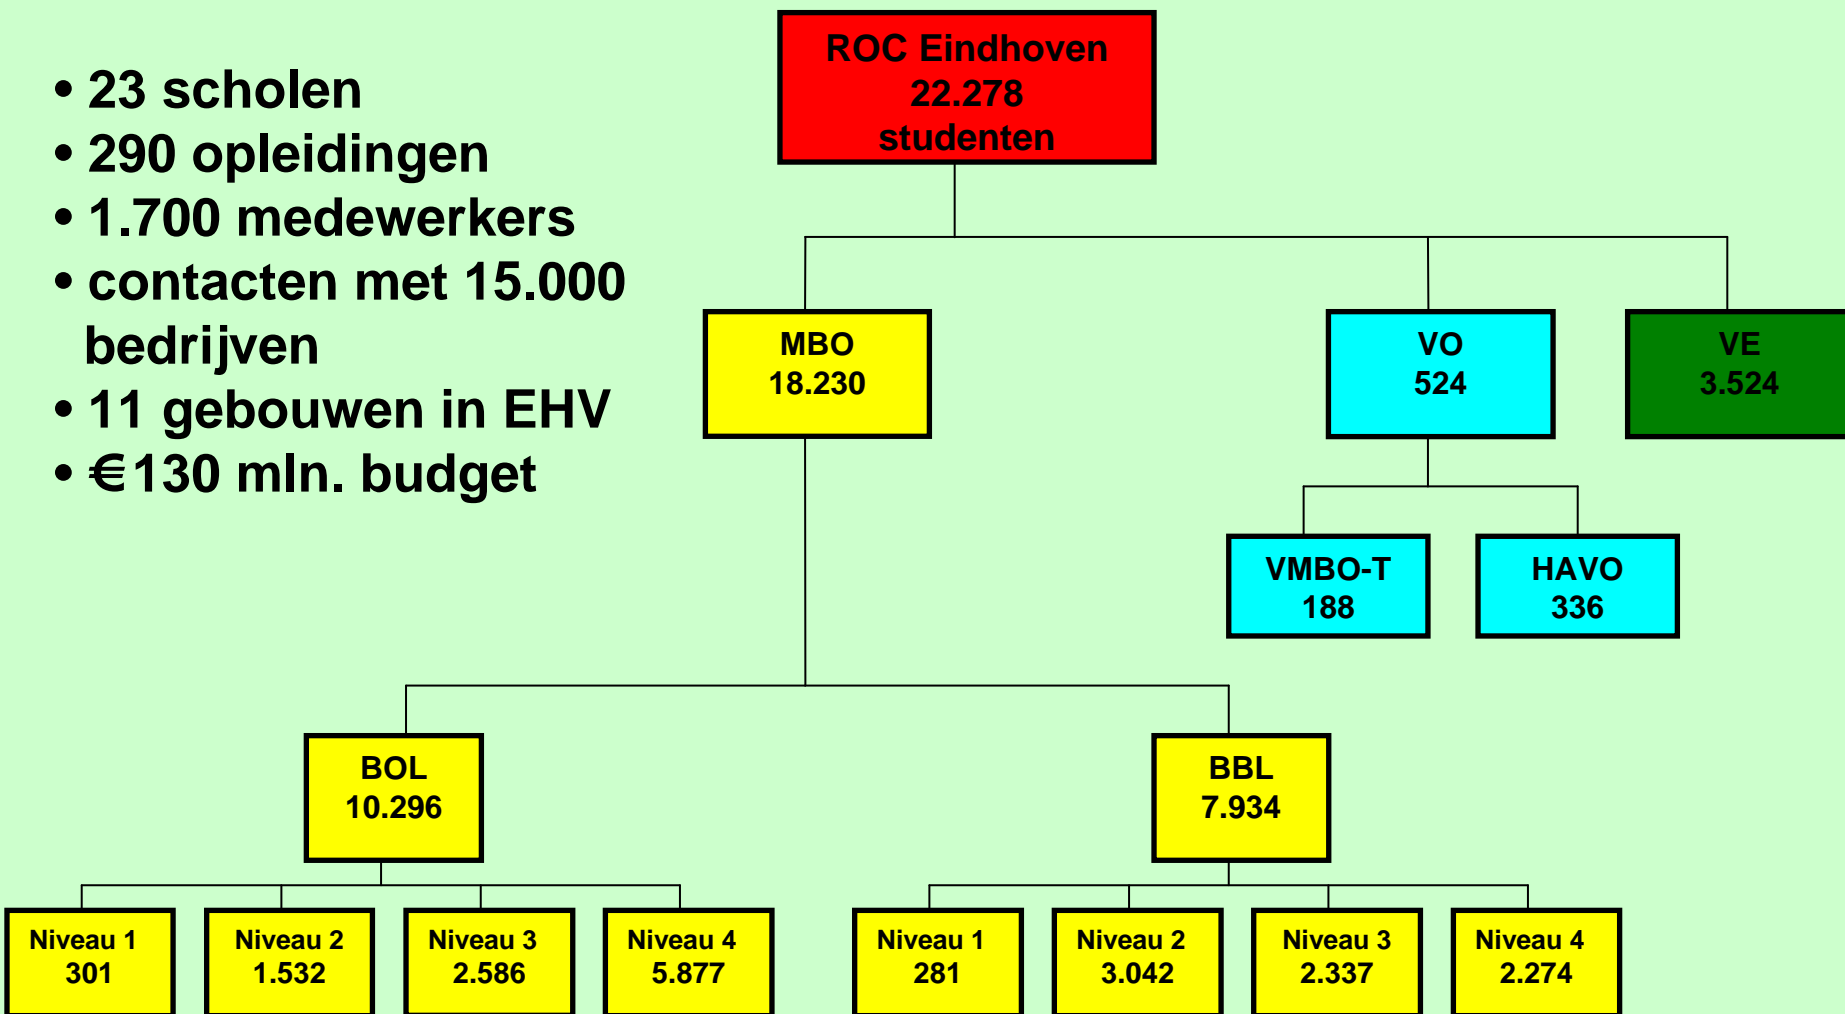 • 23 scholen
• 290 opleidingen
• 1.700 medewerkers
• contacten met 15.000
bedrijven
• 11 gebouwen in EHV
• €130 mln. budget
ROC Eindhoven
22.278
studenten
MBO
18.230
VO
524
VE
3.524
VMBO-T
188
HAVO
336
BOL
10.296
BBL
7.934
Niveau 1
301
Niveau 2
1.532
Niveau 3
2.586
Niveau 4
5.877
Niveau 1
281
Niveau 2
3.042
Niveau 3
2.337
Niveau 4
2.274